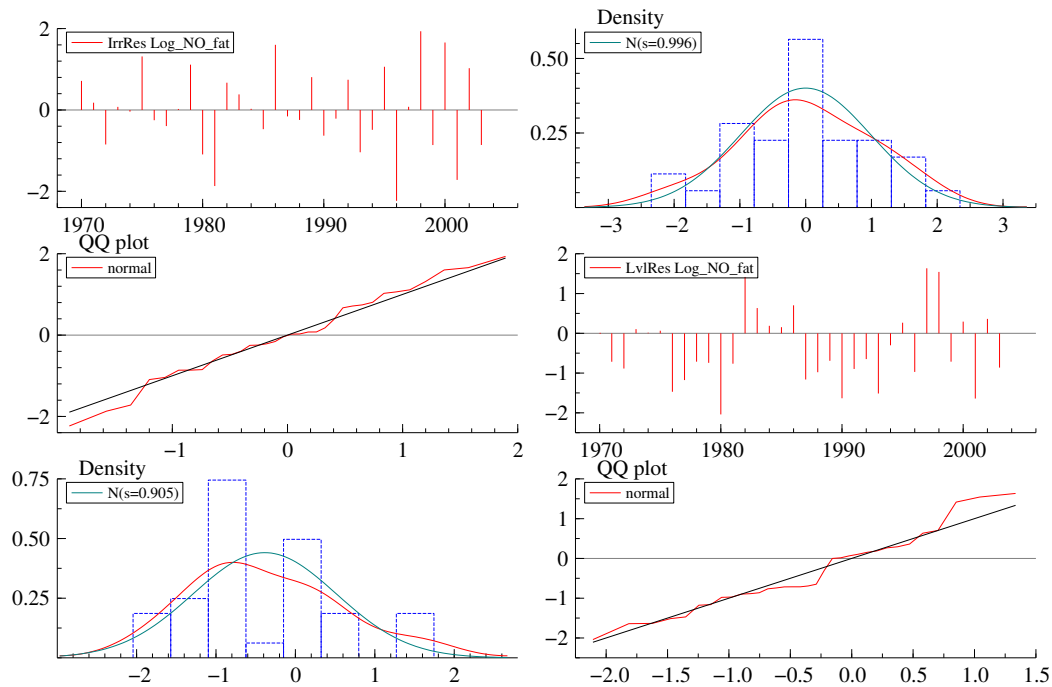 IrrRes Log_NO_fat
2
0
-2
1970 1980 1990 2000
Density
N(s=0.996)
0.50
0.25
-3 -2 -1 0 1 2 3
QQ plot
normal
2
0
-2
-1 0 1 2
LvlRes Log_NO_fat
2
1
0
-1
-2
1970 1980 1990 2000
Density
N(s=0.905)
0.75
0.50
0.25
-2 -1 0 1 2
QQ plot
normal
2
1
0
-1
-2
-2.0 -1.5 -1.0 -0.5 0.0 0.5 1.0 1.5